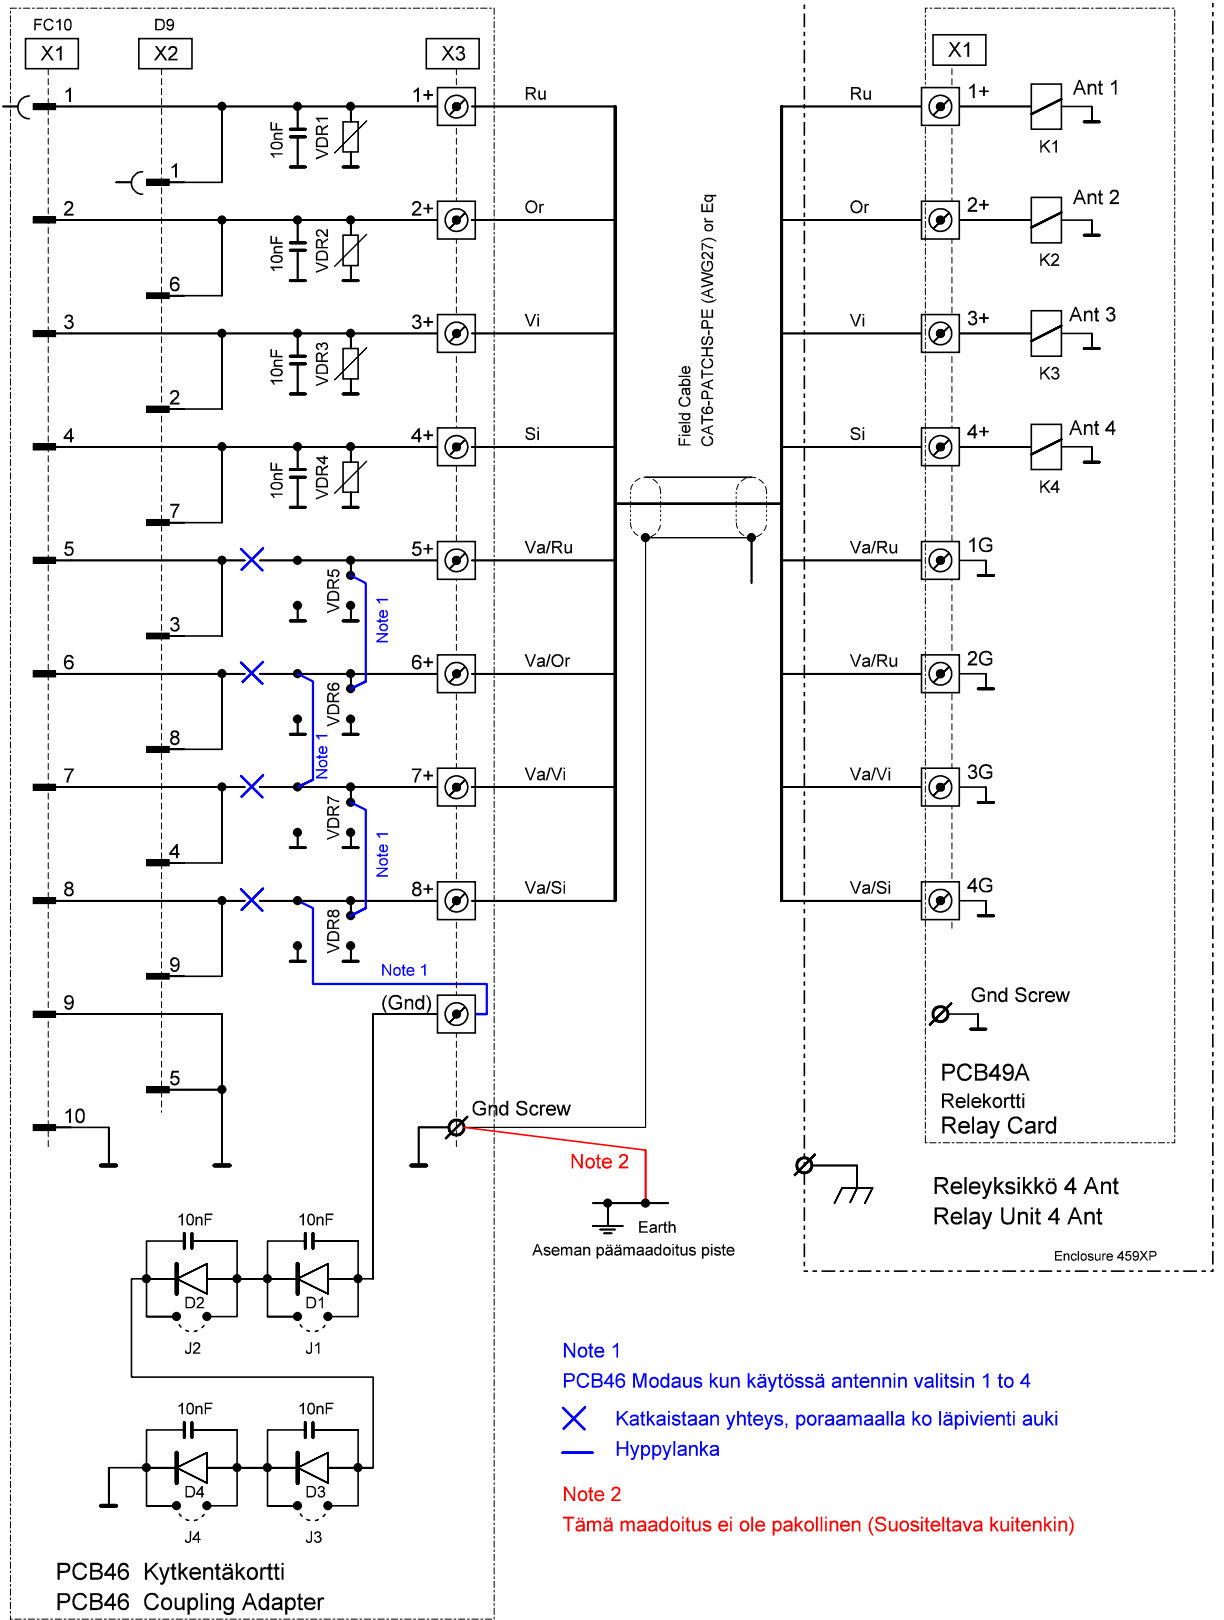 FC10 D9
X1 X2 X3 X1
1 1+ Ru Ru 1+ Ant 1
10nF VDR1 K1
1
2 2+ Or Or 2+ Ant 2
10nF VDR2 K2
6
3 3+ Vi Vi 3+ Ant 3
10nF VDR3 K3
2
4 4+ Si Si 4+ Ant 4
10nF VDR4 K4
7
Field Cable
CAT6-PATCHS-PE (AWG27) or Eq
5 5+ Va/Ru Va/Ru 1G
VDR5 Note 1
3
6 6+ Va/Or Va/Ru 2G
VDR6
8
Note 1
7 7+ Va/Vi Va/Vi 3G
VDR7 Note 1
4
8 8+ Va/Si Va/Si 4G
VDR8
9
Note 1
9 (Gnd) Gnd Screw
5
10 Gnd Screw
PCB49A
Relekortti
Relay Card
Note 2
Releyksikkö 4 Ant
Relay Unit 4 Ant
Enclosure 459XP
Earth
Aseman päämaadoitus piste
10nF 10nF
D2 D1
J2 J1
10nF 10nF
D4 D3
J4 J3
Note 1
PCB46 Modaus kun käytössä antennin valitsin 1 to 4
Katkaistaan yhteys, poraamaalla ko läpivienti auki
Hyppylanka
Note 2
Tämä maadoitus ei ole pakollinen (Suositeltava kuitenkin)
PCB46 Kytkentäkortti
PCB46 Coupling Adapter